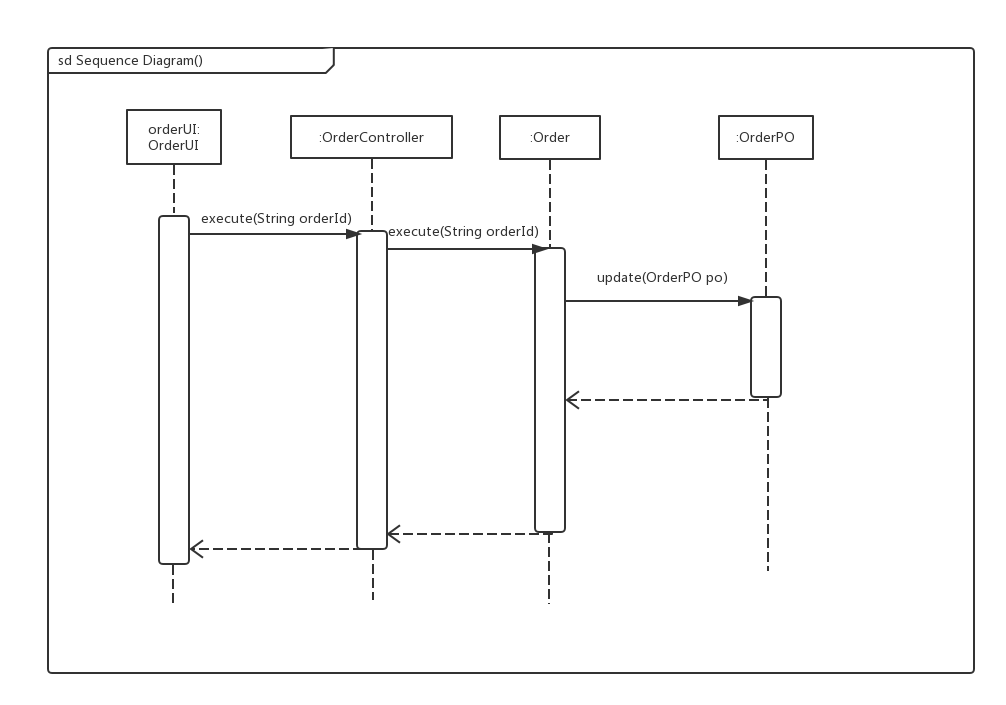 sd Sequence Diagram()
orderUI:
OrderUI
:OrderController
:Order
:OrderPO
execute(String orderId)
execute(String orderId)
update(OrderPO po)